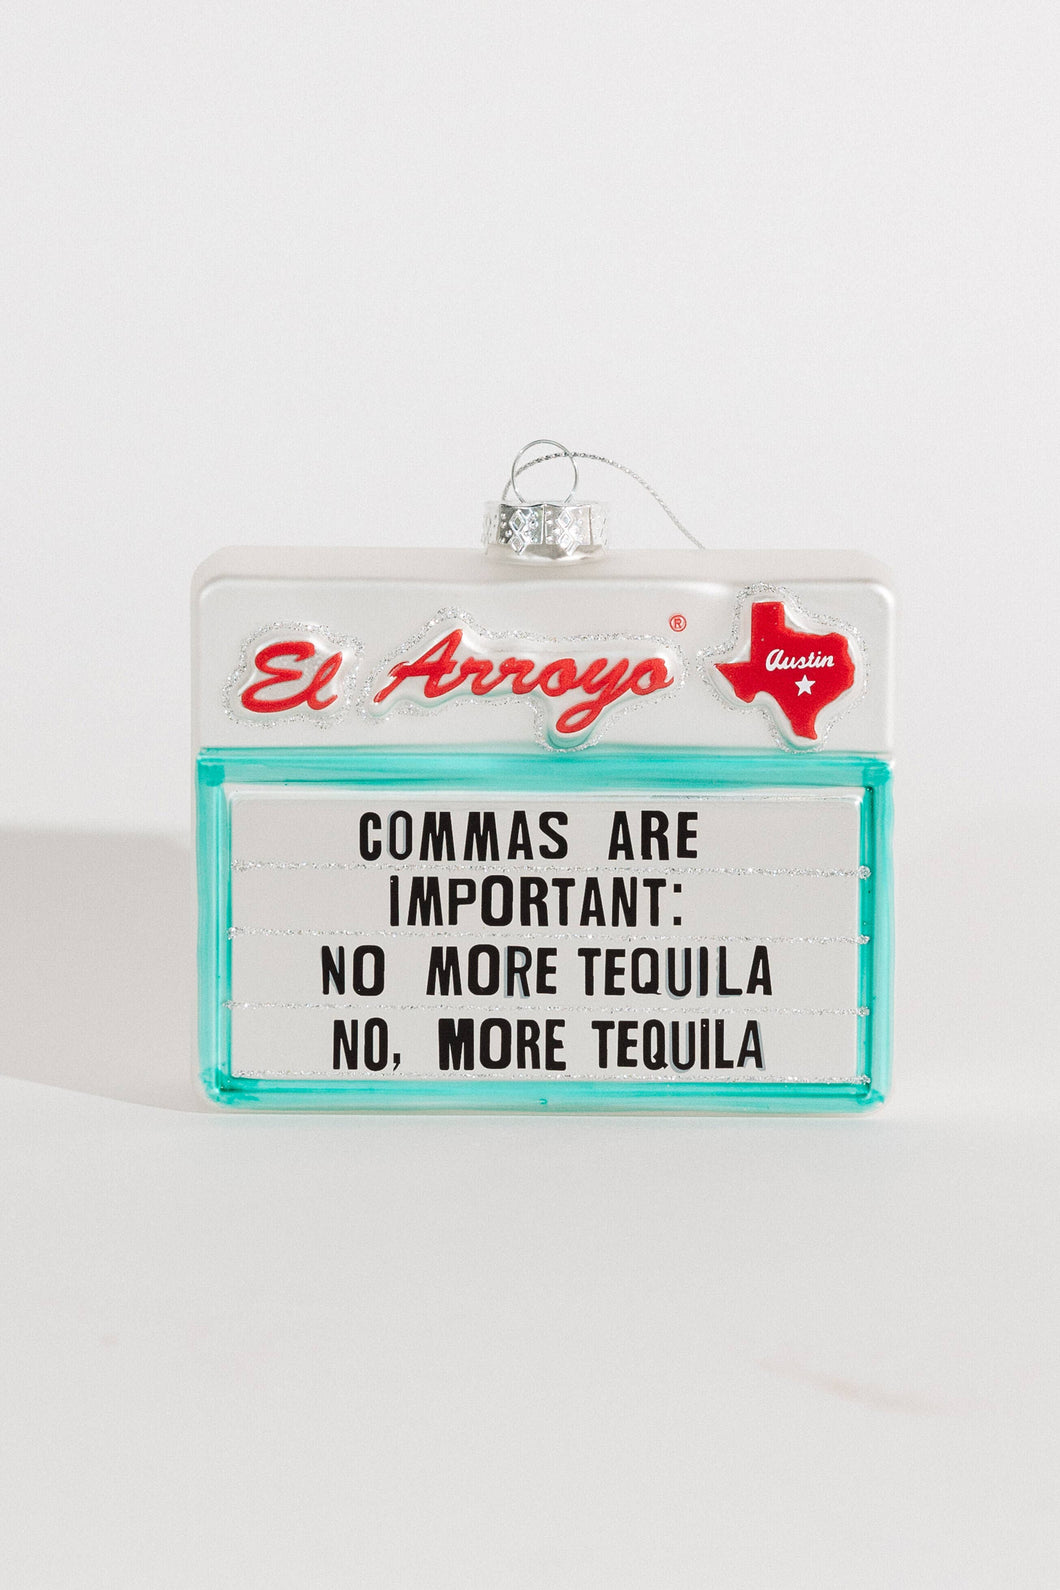 El Arroyo®
Austin
COMMAS ARE
IMPORTANT:
NO MORE TEQUILA
NO, MORE TEQUILA